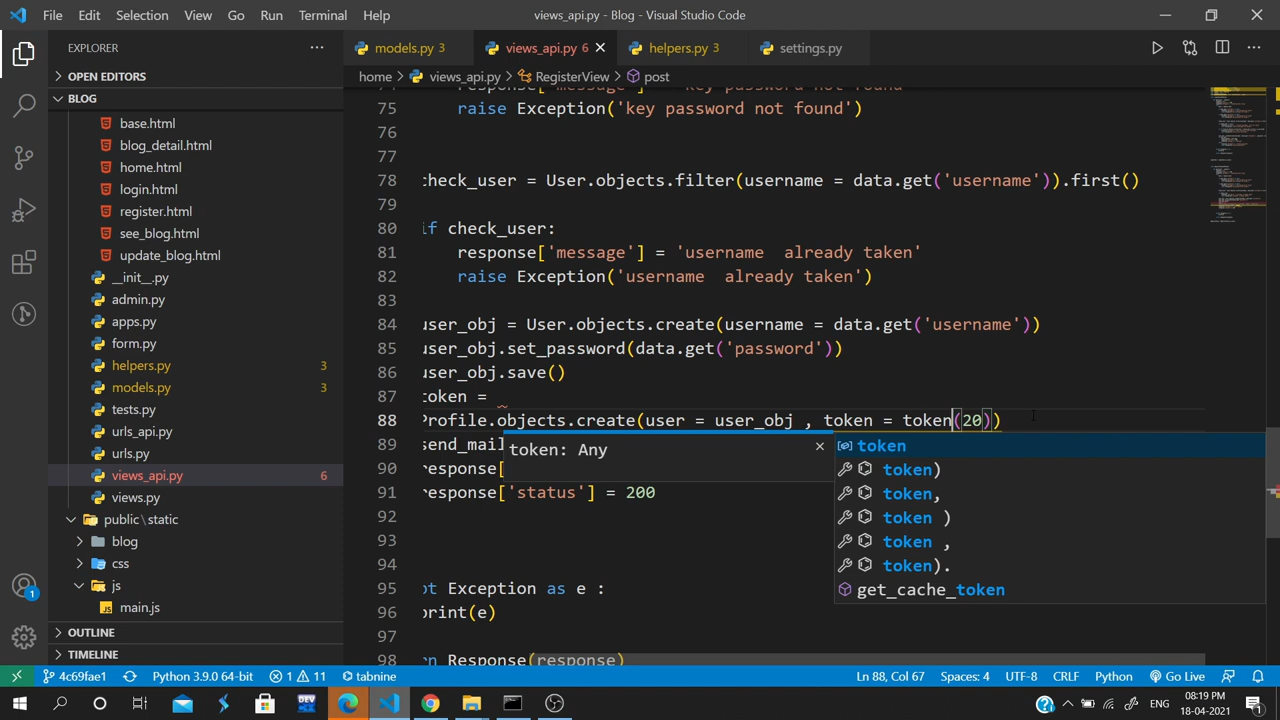 File Edit Selection View Go Run Terminal Help views_api.py - Blog - Visual Studio Code
EXPLORER
OPEN EDITORS
BLOG
base.html
blog_detail.html
home.html
login.html
register.html
see_blog.html
update_blog.html
__init__.py
admin.py
apps.py
form.py
helpers.py 3
models.py 3
tests.py
urls_api.py
urls.py
views_api.py 6
views.py
public\static
blog
css
js
main.js
OUTLINE
TIMELINE
models.py 3 views_api.py 6 helpers.py 3 settings.py
home > views_api.py > RegisterView > post
75 raise Exception('key password not found')
76
77
78 check_user = User.objects.filter(username = data.get('username')).first()
79
80 if check_user:
81 response['message'] = 'username  already taken'
82 raise Exception('username  already taken')
83
84 user_obj = User.objects.create(username = data.get('username'))
85 user_obj.set_password(data.get('password'))
86 user_obj.save()
87 token =
88 Profile.objects.create(user = user_obj , token = token(20))
89 send_mail
90 response[
91 response['status'] = 200
92
93
94
95 pt Exception as e :
96 print(e)
97
98 rn Response(response)
token: Any
token
token)
token,
token )
token ,
token).
get_cache_token
1
4c69fae1 Python 3.9.0 64-bit 1 11 tabnine Ln 88, Col 67 Spaces: 4 UTF-8 CRLF Python Go Live
ENG 08:19 PM 18-04-2021